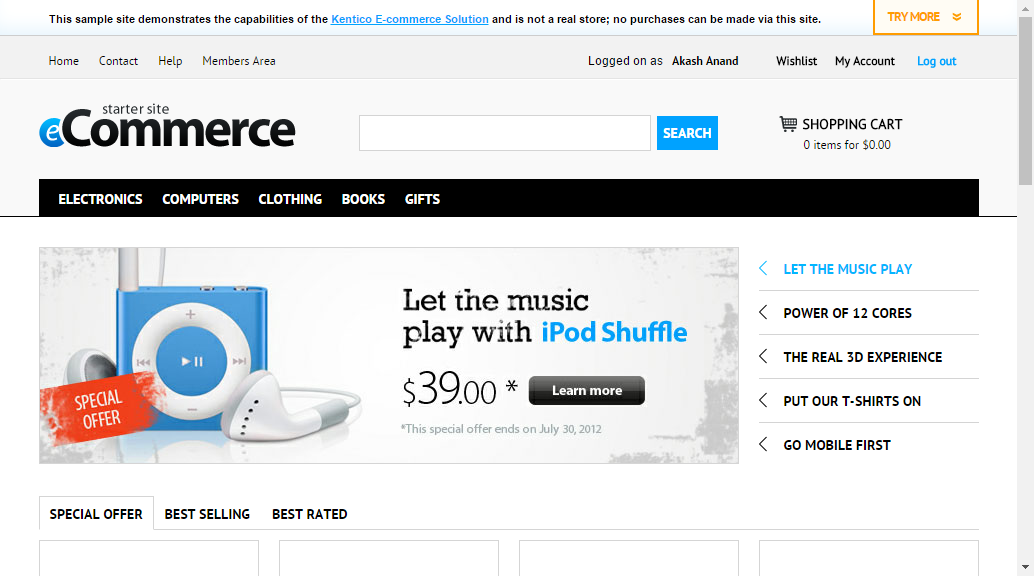 This sample site demonstrates the capabilities of the Kentico E-commerce Solution and is not a real store; no purchases can be made via this site.
TRY MORE
Home Contact Help Members Area
Logged on as Akash Anand Wishlist My Account Log out
starter site
eCommerce
SEARCH
SHOPPING CART
0 items for $0.00
ELECTRONICS COMPUTERS CLOTHING BOOKS GIFTS
Let the music
play with iPod Shuffle
$39.00 *
Learn more
*This special offer ends on July 30, 2012
SPECIAL
OFFER
LET THE MUSIC PLAY
POWER OF 12 CORES
THE REAL 3D EXPERIENCE
PUT OUR T-SHIRTS ON
GO MOBILE FIRST
SPECIAL OFFER BEST SELLING BEST RATED